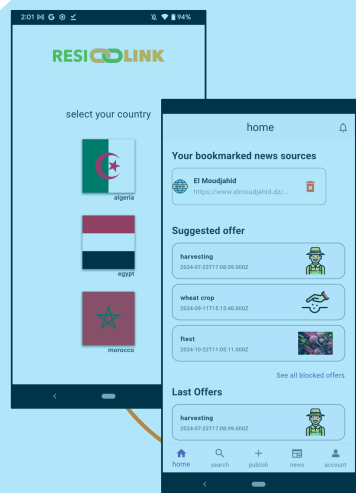 2:01
94%
RESILINK
select your country
algeria
egypt
morocco
home
Your bookmarked news sources
El Moudjahid
https://www.elmoudjahid.dz/...
Suggested offer
harvesting
2024-07-23T17:08:09.000Z
wheat crop
2024-09-11T15:15:40.000Z
ftest
2024-10-22T11:05:11.000Z
See all blocked offers
Last Offers
harvesting
2024-07-23T17:08:09.000Z
home search publish news account